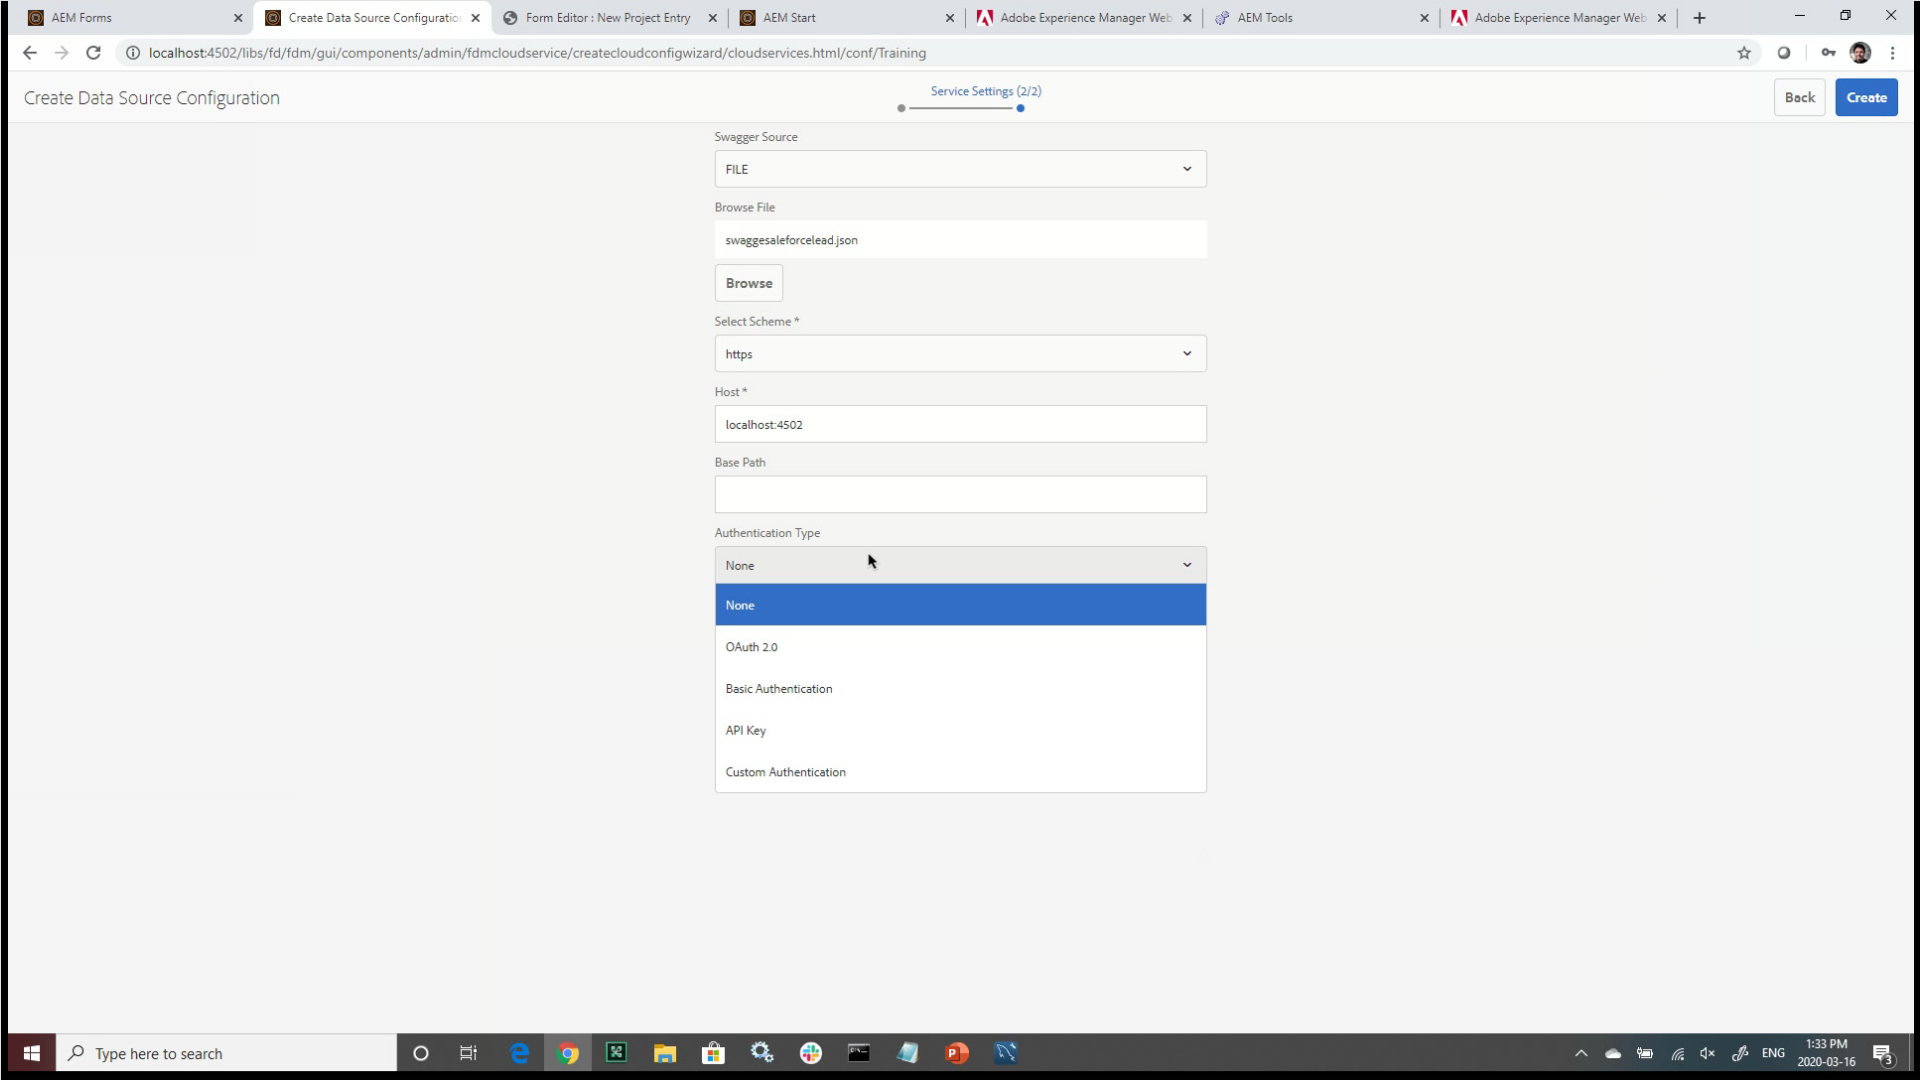 AEM Forms
Create Data Source Configuratio
Form Editor : New Project Entry
AEM Start
Adobe Experience Manager Web
AEM Tools
Adobe Experience Manager Web
localhost:4502/libs/fd/fdm/gui/components/admin/fdmcloudservice/createcloudconfigwizard/cloudservices.html/conf/Training
Create Data Source Configuration
Service Settings (2/2)
Back
Create
Swagger Source
FILE
Browse File
swaggesaleforcelead.json
Browse
Select Scheme *
https
Host *
localhost:4502
Base Path
Authentication Type
None
None
OAuth 2.0
Basic Authentication
API Key
Custom Authentication
Type here to search
ENG
1:33 PM
2020-03-16
3